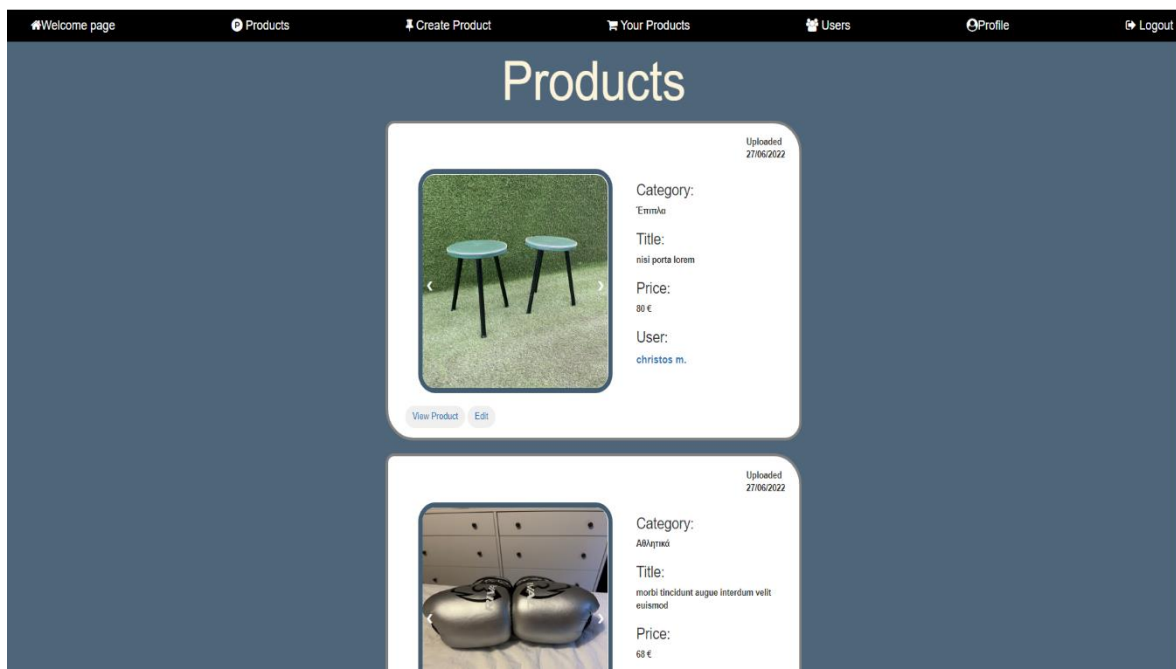 Welcome page
Products
Create Product
Your Products
Users
Profile
Logout
Products
Uploaded
27/06/2022
Category:
Έπιπλα
Title:
nisi porta lorem
Price:
80 €
User:
christos m.
View Product
Edit
Uploaded
27/06/2022
Category:
Αθλητικά
Title:
morbi tincidunt augue interdum velit
euismod
Price:
68 €